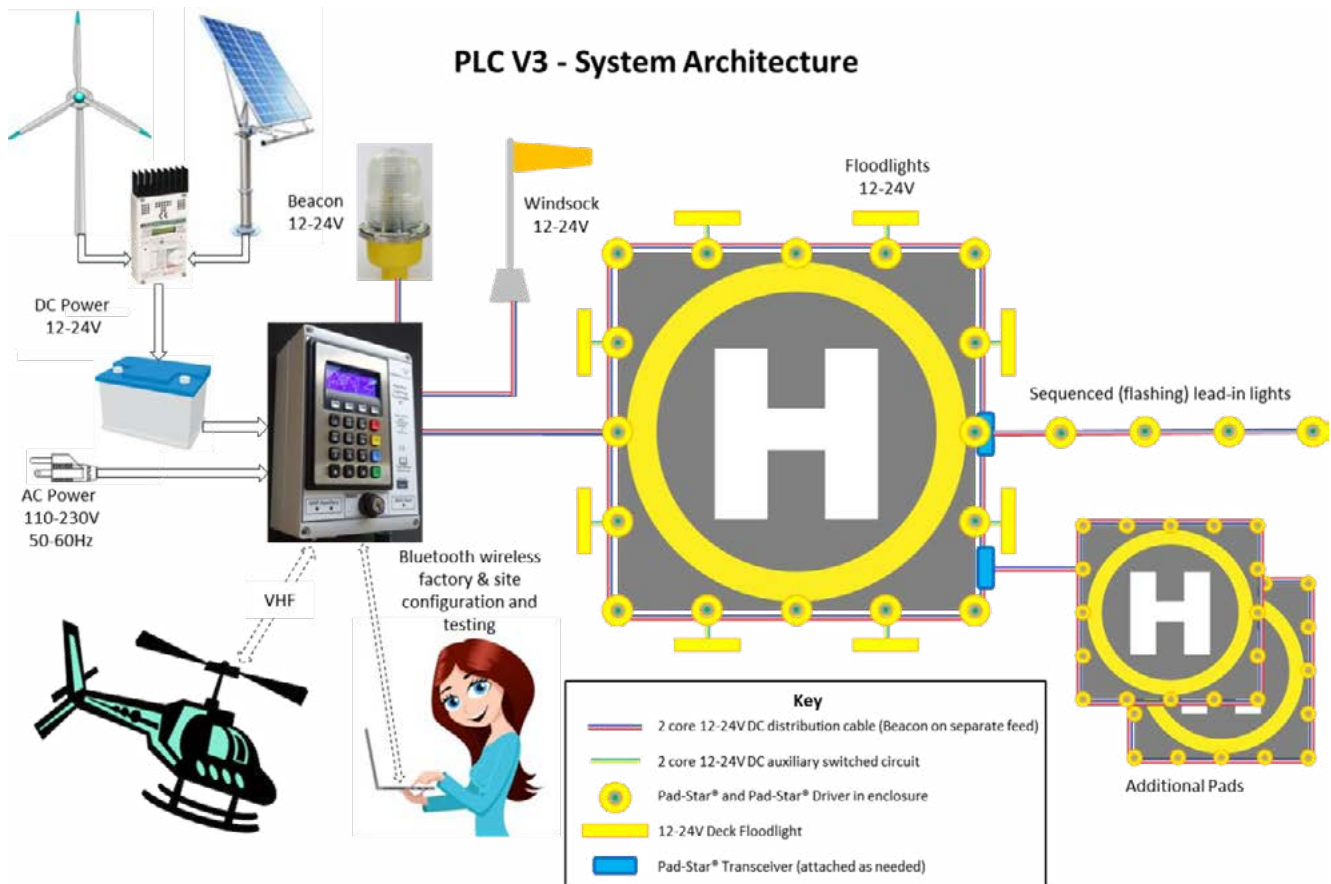 PLC V3 - System Architecture
Beacon
12-24V
Windsock
12-24V
Floodlights
12-24V
DC Power
12-24V
Sequenced (flashing) lead-in lights
AC Power
110-230V
50-60Hz
VHF
Bluetooth wireless
factory & site
configuration and
testing
H
H
H
Additional Pads
Key
2 core 12-24V DC distribution cable (Beacon on separate feed)
2 core 12-24V DC auxiliary switched circuit
Pad-Star® and Pad-Star® Driver in enclosure
12-24V Deck Floodlight
Pad-Star® Transceiver (attached as needed)